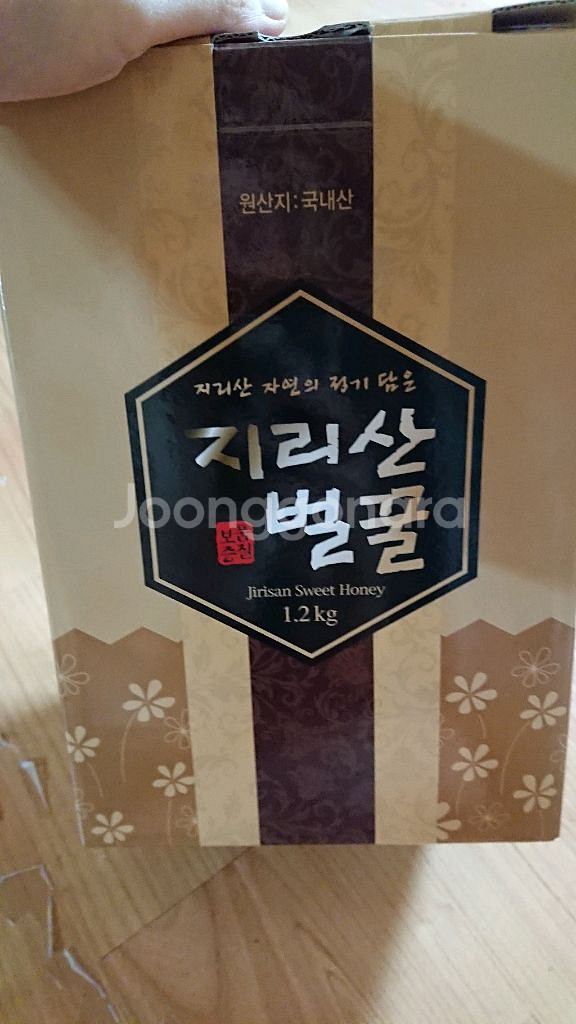 원산지:국내산
지리산 자연의 정기 담은
지리산
벌꿀
Joonggonara
Jirisan Sweet Honey
1.2kg